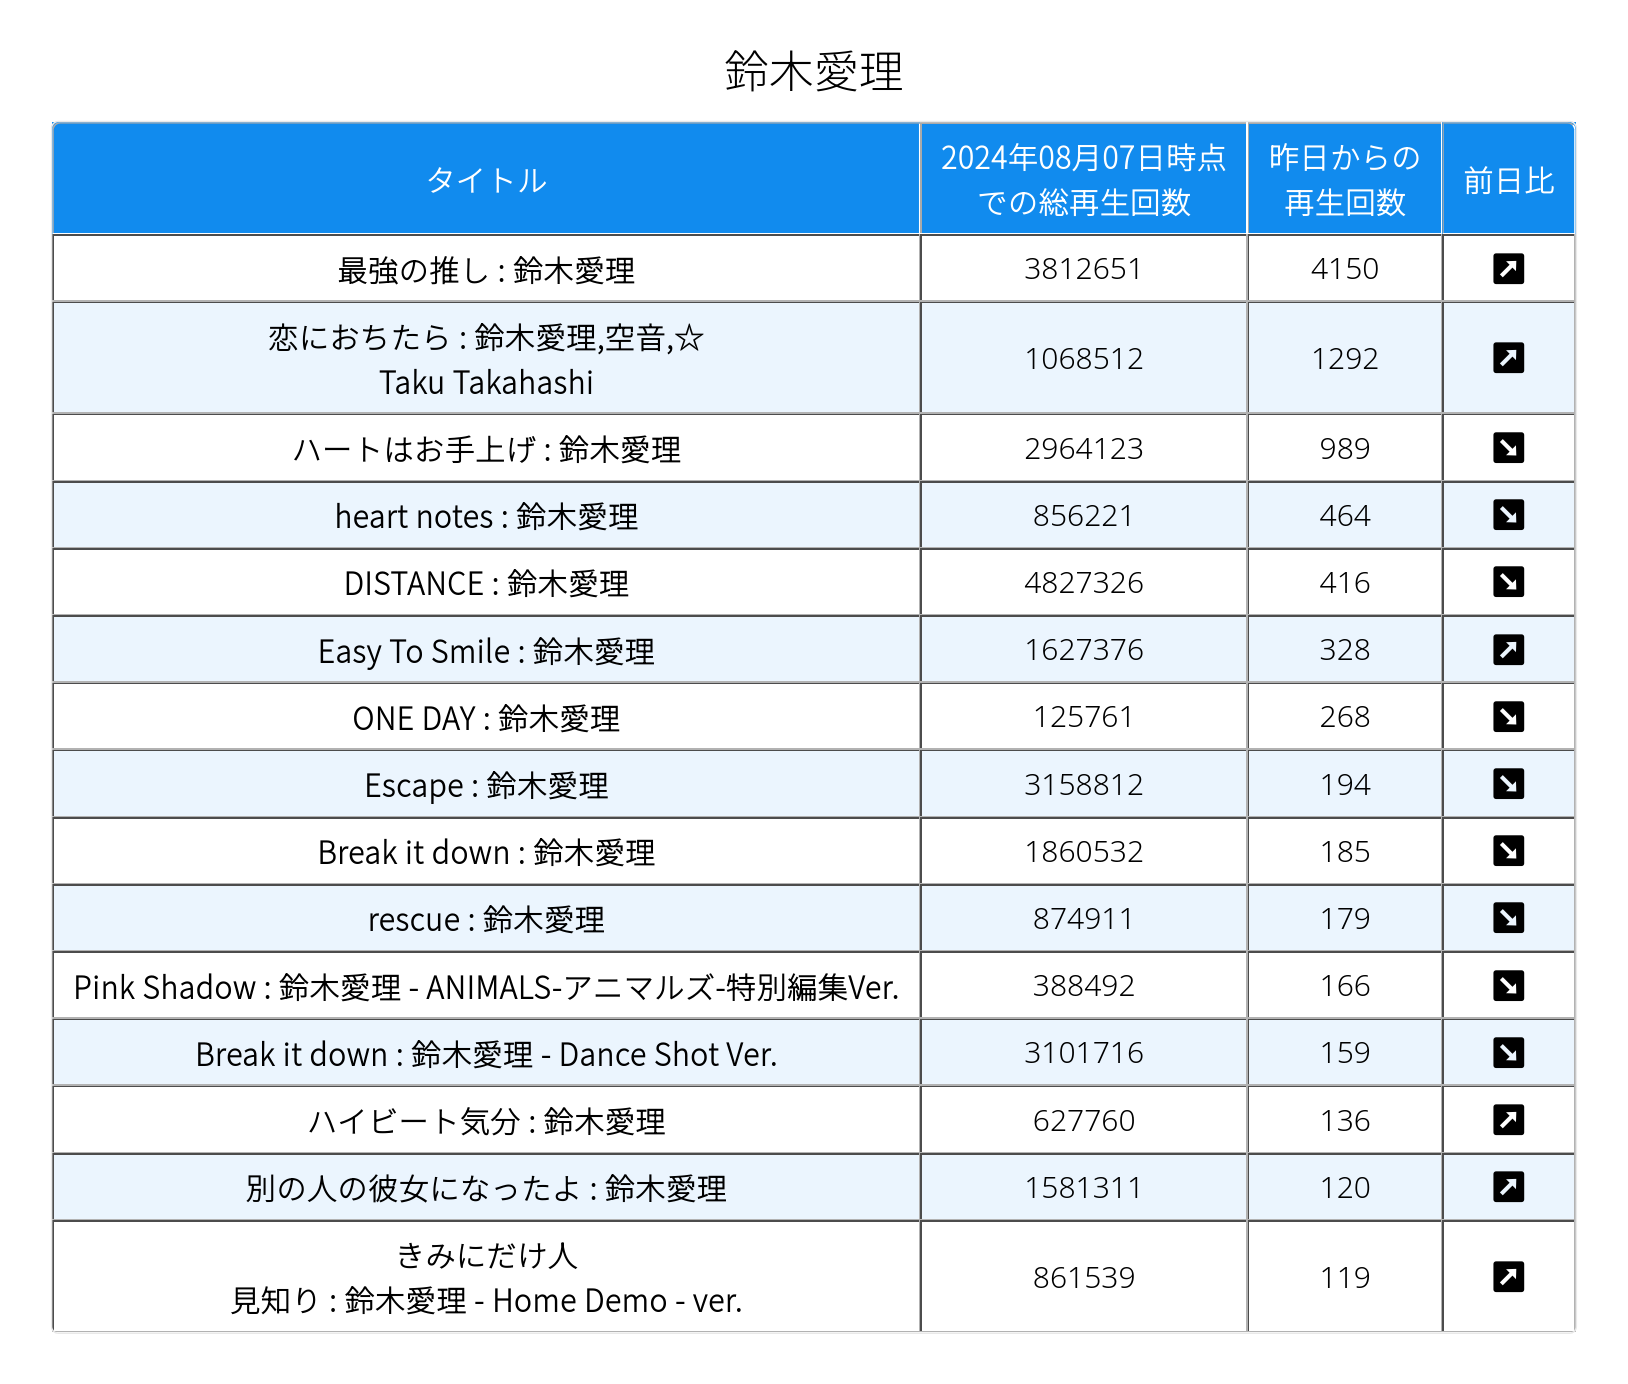 鈴木愛理
タイトル
2024年08月07日時点
での総再生回数
昨日からの
再生回数
前日比
最強の推し : 鈴木愛理 3812651 4150
恋におちたら : 鈴木愛理,空音,☆
Taku Takahashi
1068512 1292
ハートはお手上げ : 鈴木愛理 2964123 989
heart notes : 鈴木愛理 856221 464
DISTANCE : 鈴木愛理 4827326 416
Easy To Smile : 鈴木愛理 1627376 328
ONE DAY : 鈴木愛理 125761 268
Escape : 鈴木愛理 3158812 194
Break it down : 鈴木愛理 1860532 185
rescue : 鈴木愛理 874911 179
Pink Shadow : 鈴木愛理 - ANIMALS-アニマルズ-特別編集Ver. 388492 166
Break it down : 鈴木愛理 - Dance Shot Ver. 3101716 159
ハイビート気分 : 鈴木愛理 627760 136
別の人の彼女になったよ : 鈴木愛理 1581311 120
きみにだけ人
見知り : 鈴木愛理 - Home Demo - ver.
861539 119